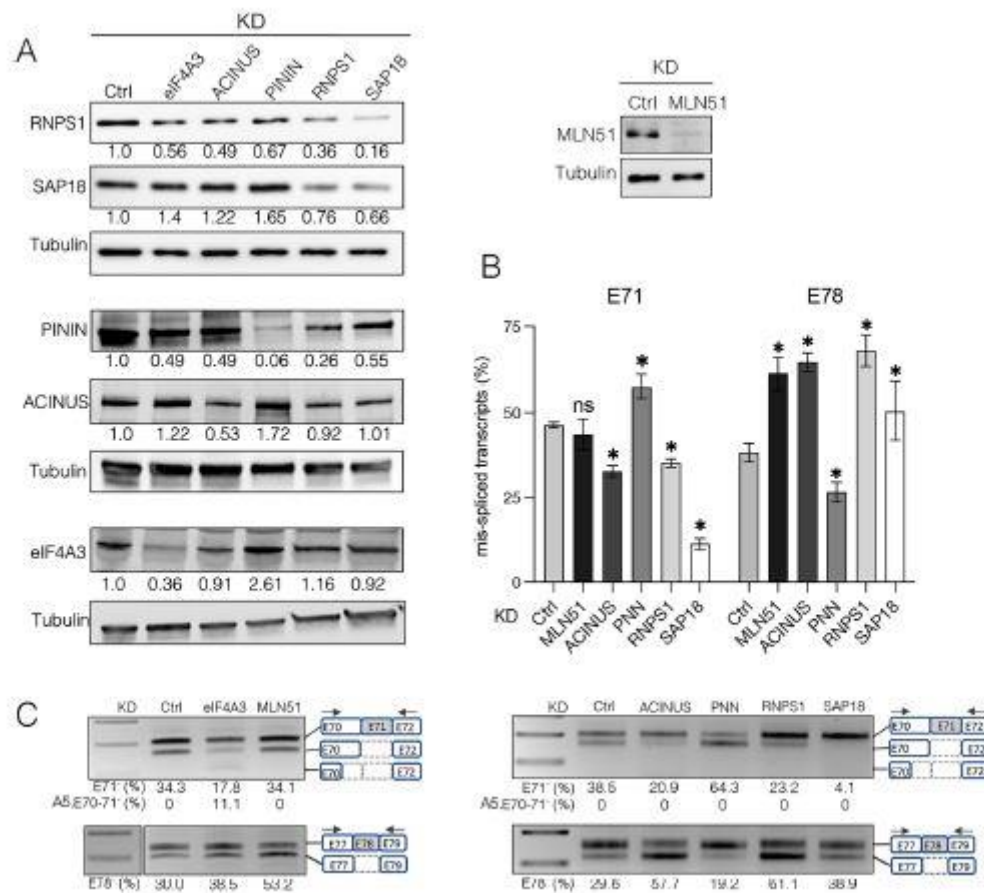 A
KD
Ctrl eIF4A3 ACINUS PININ RNPS1 SAP18
RNPS1
1.0 0.56 0.49 0.67 0.36 0.16
SAP18
1.0 1.4 1.22 1.65 0.76 0.66
Tubulin
PININ
1.0 0.49 0.49 0.06 0.26 0.55
ACINUS
1.0 1.22 0.53 1.72 0.92 1.01
Tubulin
eIF4A3
1.0 0.36 0.91 2.61 1.16 0.92
Tubulin
KD
Ctrl MLN51
MLN51
Tubulin
B
E71 E78
mis-spliced transcripts (%)
75
50
25
0
ns * * * *
* * * * *
KD
Ctrl MLN51 ACINUS PNN RNPS1 SAP18
Ctrl MLN51 ACINUS PNN RNPS1 SAP18
C
KD Ctrl eIF4A3 MLN51
E70 E71 E72
E70 E72
E70 E72
E71⁻ (%) 34.3 17.8 34.1
A5.E70-71⁻ (%) 0 11.1 0
E77 E78 E79
E77 E79
E78⁻ (%) 30.0 38.5 53.2
KD Ctrl ACINUS PNN RNPS1 SAP18
E70 E71 E72
E70 E72
E70 E72
E71⁻ (%) 38.5 20.9 64.3 23.2 4.1
A5.E70-71⁻ (%) 0 0 0 0 0
E77 E78 E79
E77 E79
E78⁻ (%) 29.6 57.7 19.2 61.1 38.9